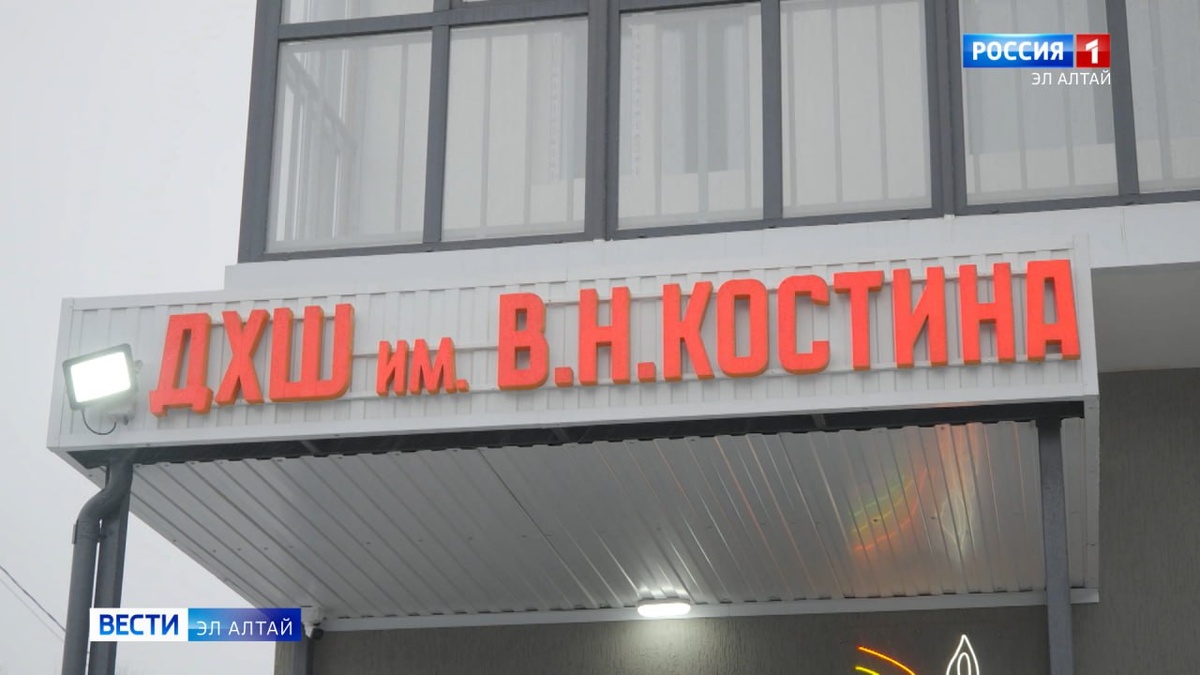 РОССИЯ 1
ЭЛ АЛТАЙ
ДХШ им. В.Н.КОСТИНА
ВЕСТИ ЭЛ АЛТАЙ